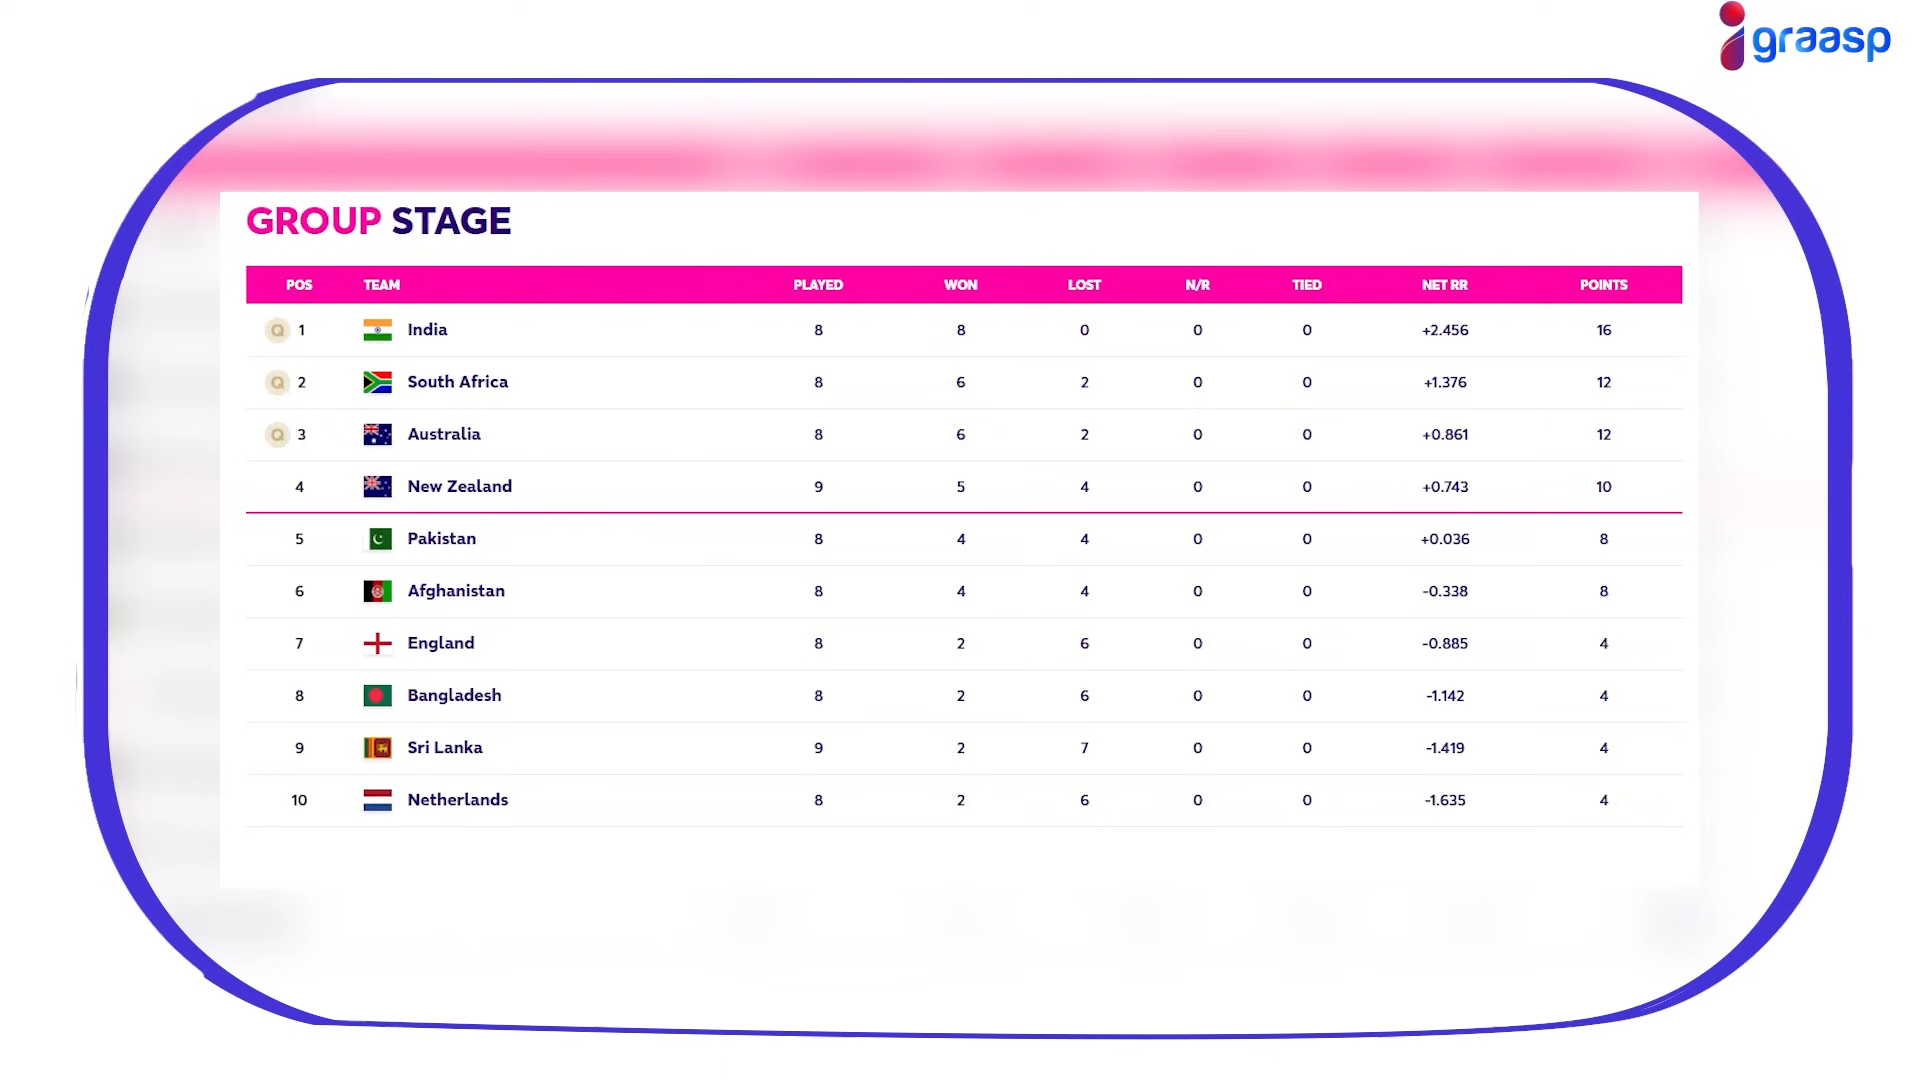 graasp
GROUP STAGE
POS TEAM PLAYED WON LOST N/R TIED NET RR POINTS
Q 1 India 8 8 0 0 0 +2.456 16
Q 2 South Africa 8 6 2 0 0 +1.376 12
Q 3 Australia 8 6 2 0 0 +0.861 12
4 New Zealand 9 5 4 0 0 +0.743 10
5 Pakistan 8 4 4 0 0 +0.036 8
6 Afghanistan 8 4 4 0 0 -0.338 8
7 England 8 2 6 0 0 -0.885 4
8 Bangladesh 8 2 6 0 0 -1.142 4
9 Sri Lanka 9 2 7 0 0 -1.419 4
10 Netherlands 8 2 6 0 0 -1.635 4